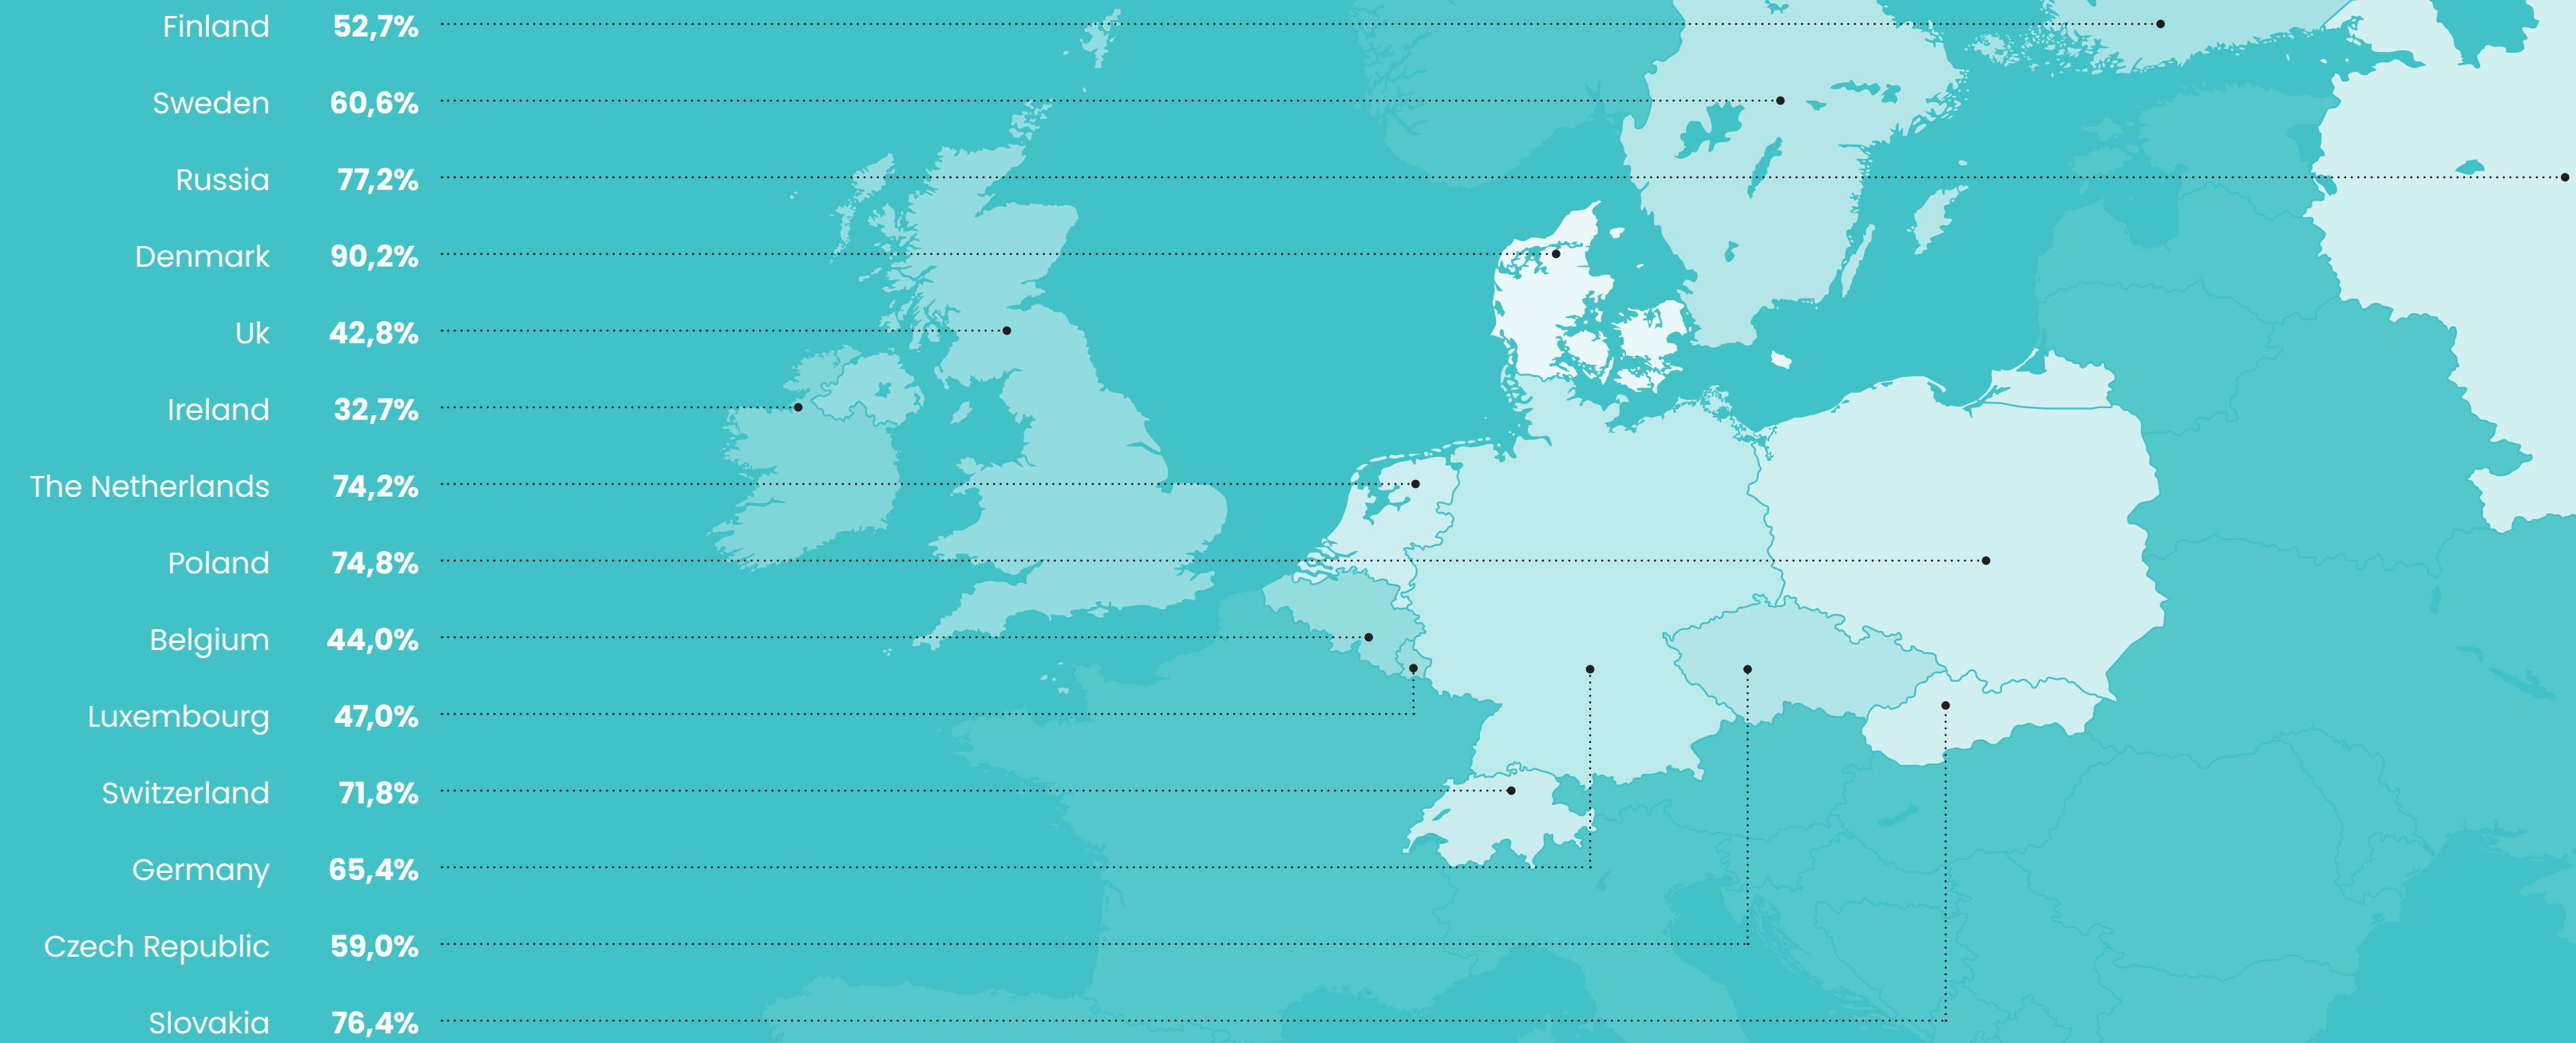 Finland 52,7%
Sweden 60,6%
Russia 77,2%
Denmark 90,2%
Uk 42,8%
Ireland 32,7%
The Netherlands 74,2%
Poland 74,8%
Belgium 44,0%
Luxembourg 47,0%
Switzerland 71,8%
Germany 65,4%
Czech Republic 59,0%
Slovakia 76,4%